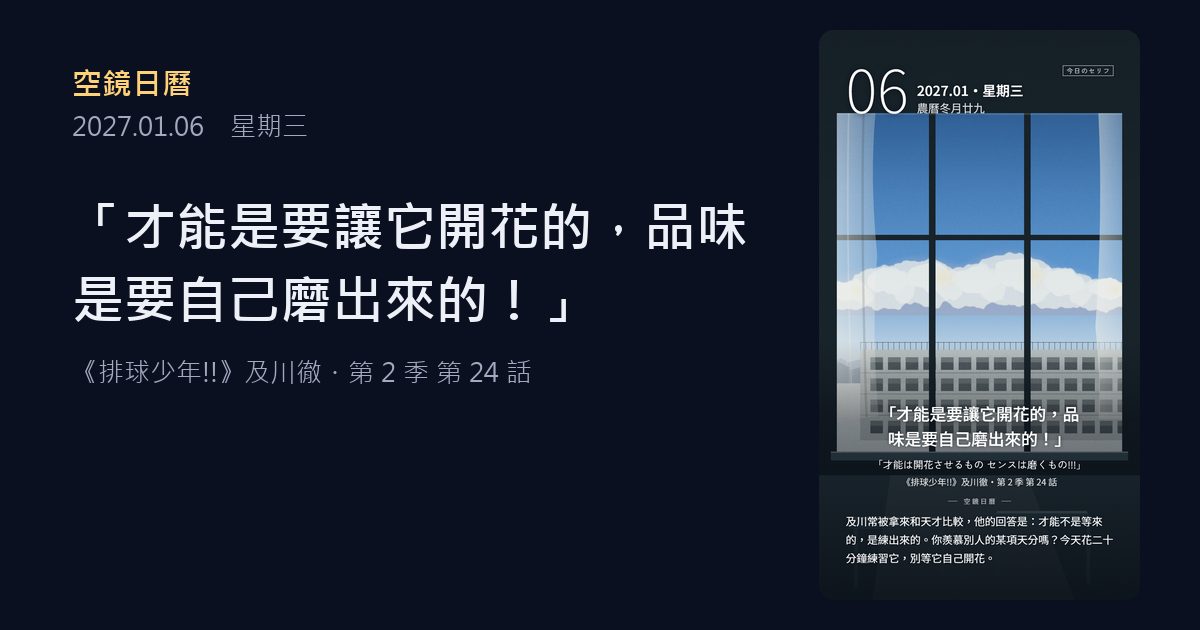 空鏡日曆
2027.01.06 星期三
「才能是要讓它開花的，品味
是要自己磨出來的！」
《排球少年!!》及川徹・第 2 季 第 24 話
今日のセリフ
06
2027.01・星期三
農曆冬月廿九
「才能是要讓它開花的，品
味是要自己磨出來的！」
「才能は開花させるもの センスは磨くもの!!!」
《排球少年!!》及川徹・第 2 季 第 24 話
— 空鏡日曆 —
及川常被拿來和天才比較，他的回答是：才能不是等來
的，是練出來的。你羨慕別人的某項天分嗎？今天花二十
分鐘練習它，別等它自己開花。